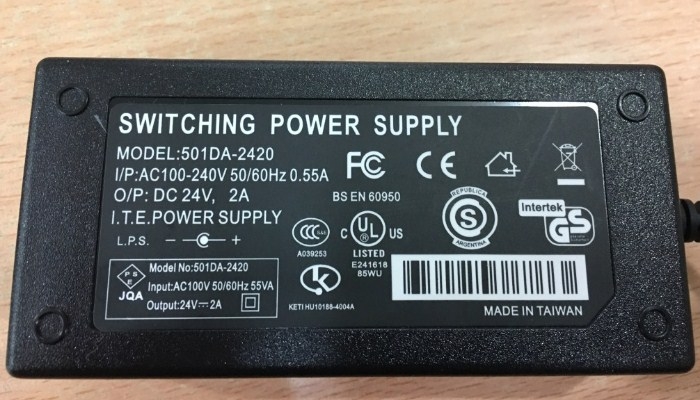 SWITCHING POWER SUPPLY
MODEL:501DA-2420
I/P:AC100-240V 50/60Hz 0.55A
O/P: DC 24V, 2A
I.T.E.POWER SUPPLY
L.P.S. - +
FC CE
BS EN 60950
CCC
A039253
C UL US
LISTED
E241618
85WU
REPUBLICA
S
ARGENTINA
Intertek
GS
P S E
JQA
Model No:501DA-2420
Input:AC100V 50/60Hz 55VA
Output:24V⎓2A
K
KETI HU10188-4004A
MADE IN TAIWAN